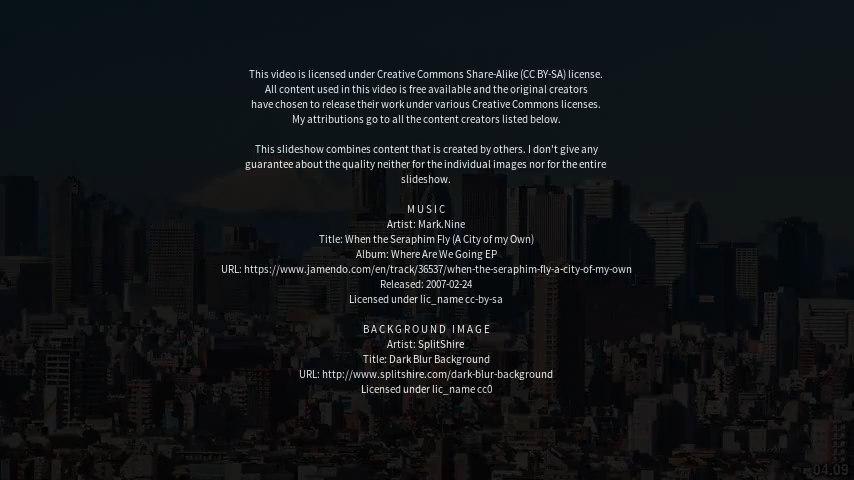 This video is licensed under Creative Commons Share-Alike (CC BY-SA) license.
All content used in this video is free available and the original creators
have chosen to release their work under various Creative Commons licenses.
My attributions go to all the content creators listed below.
This slideshow combines content that is created by others. I don't give any
guarantee about the quality neither for the individual images nor for the entire
slideshow.
MUSIC
Artist: Mark.Nine
Title: When the Seraphim Fly (A City of my Own)
Album: Where Are We Going EP
URL: https://www.jamendo.com/en/track/36537/when-the-seraphim-fly-a-city-of-my-own
Released: 2007-02-24
Licensed under lic_name cc-by-sa
BACKGROUND IMAGE
Artist: SplitShire
Title: Dark Blur Background
URL: http://www.splitshire.com/dark-blur-background
Licensed under lic_name cc0
04.09